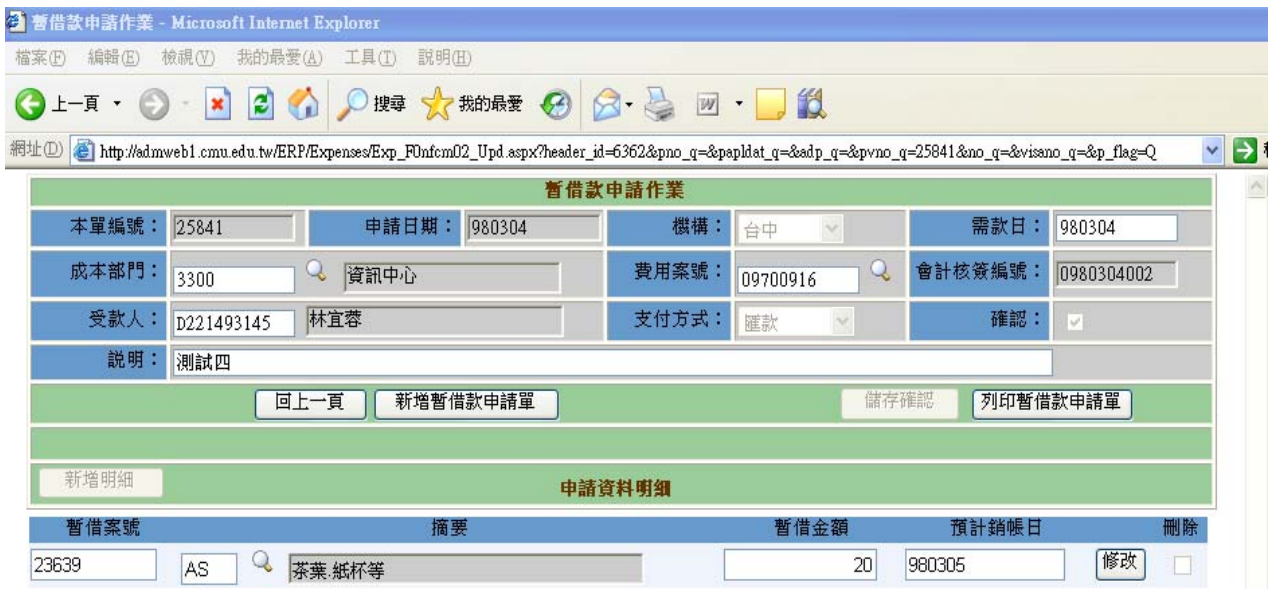 暫借款申請作業 - Microsoft Internet Explorer
檔案(F) 編輯(E) 檢視(V) 我的最愛(A) 工具(T) 說明(H)
上一頁 搜尋 我的最愛
網址(D) http://admweb1.cmu.edu.tw/ERP/Expenses/Exp_F0nfcm02_Upd.aspx?header_id=6362&pno_q=&papldat_q=&adp_q=&pvno_q=25841&no_q=&visano_q=&p_flag=Q
暫借款申請作業
本單編號: 25841 申請日期: 980304 機構: 台中 需款日: 980304
成本部門: 3300 資訊中心 費用案號: 09700916 會計核簽編號: 0980304002
受款人: D221493145 林宜蓉 支付方式: 匯款 確認:
說明: 測試四
回上一頁 新增暫借款申請單 儲存確認 列印暫借款申請單
新增明細 申請資料明細
暫借案號 摘要 暫借金額 預計銷帳日 刪除
23639 AS 茶葉.紙杯等 20 980305 修改